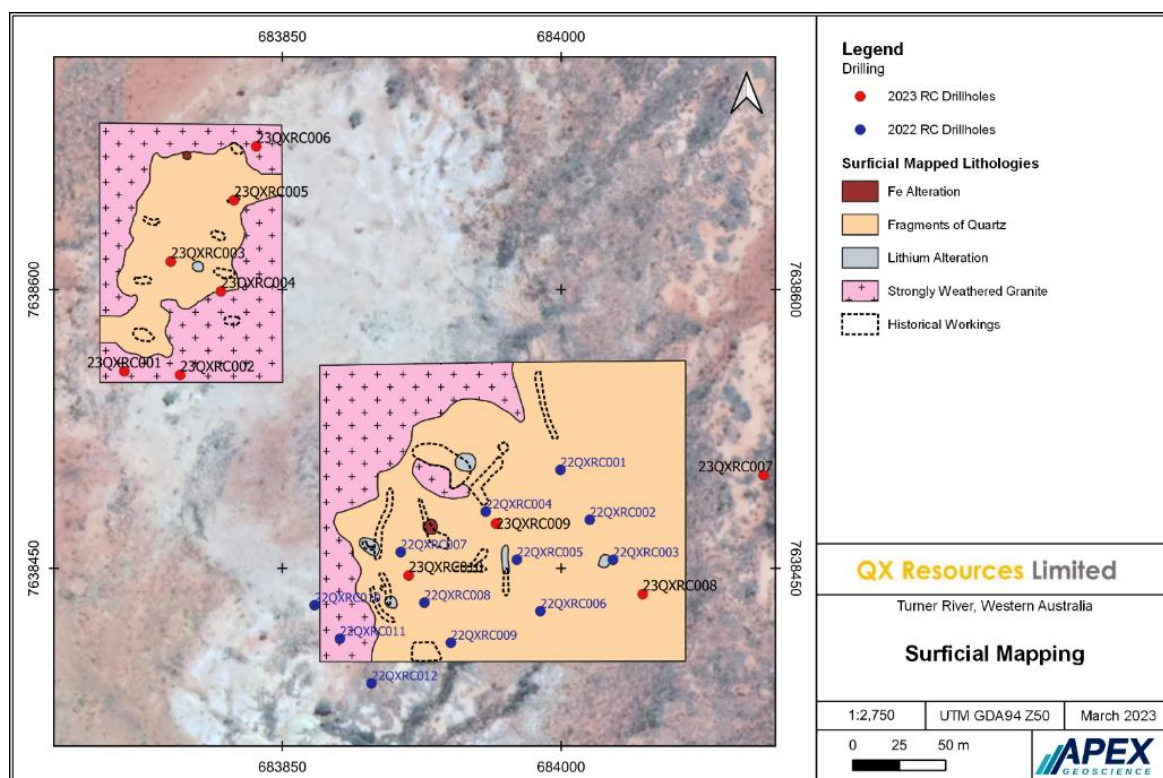 683850
684000
23QXRC006
23QXRC005
23QXRC003
23QXRC004
7638600
7638600
23QXRC001
23QXRC002
22QXRC001
23QXRC007
22QXRC004
22QXRC002
23QXRC009
22QXRC007
22QXRC005
22QXRC003
7638450
7638450
23QXRC010
22QXRC010
22QXRC008
23QXRC008
22QXRC006
22QXRC011
22QXRC009
22QXRC012
683850
684000
Legend
Drilling
2023 RC Drillholes
2022 RC Drillholes
Surficial Mapped Lithologies
Fe Alteration
Fragments of Quartz
Lithium Alteration
Strongly Weathered Granite
Historical Workings
QX Resources Limited
Turner River, Western Australia
Surficial Mapping
1:2,750 UTM GDA94 Z50 March 2023
0 25 50 m
APEX
GEOSCIENCE